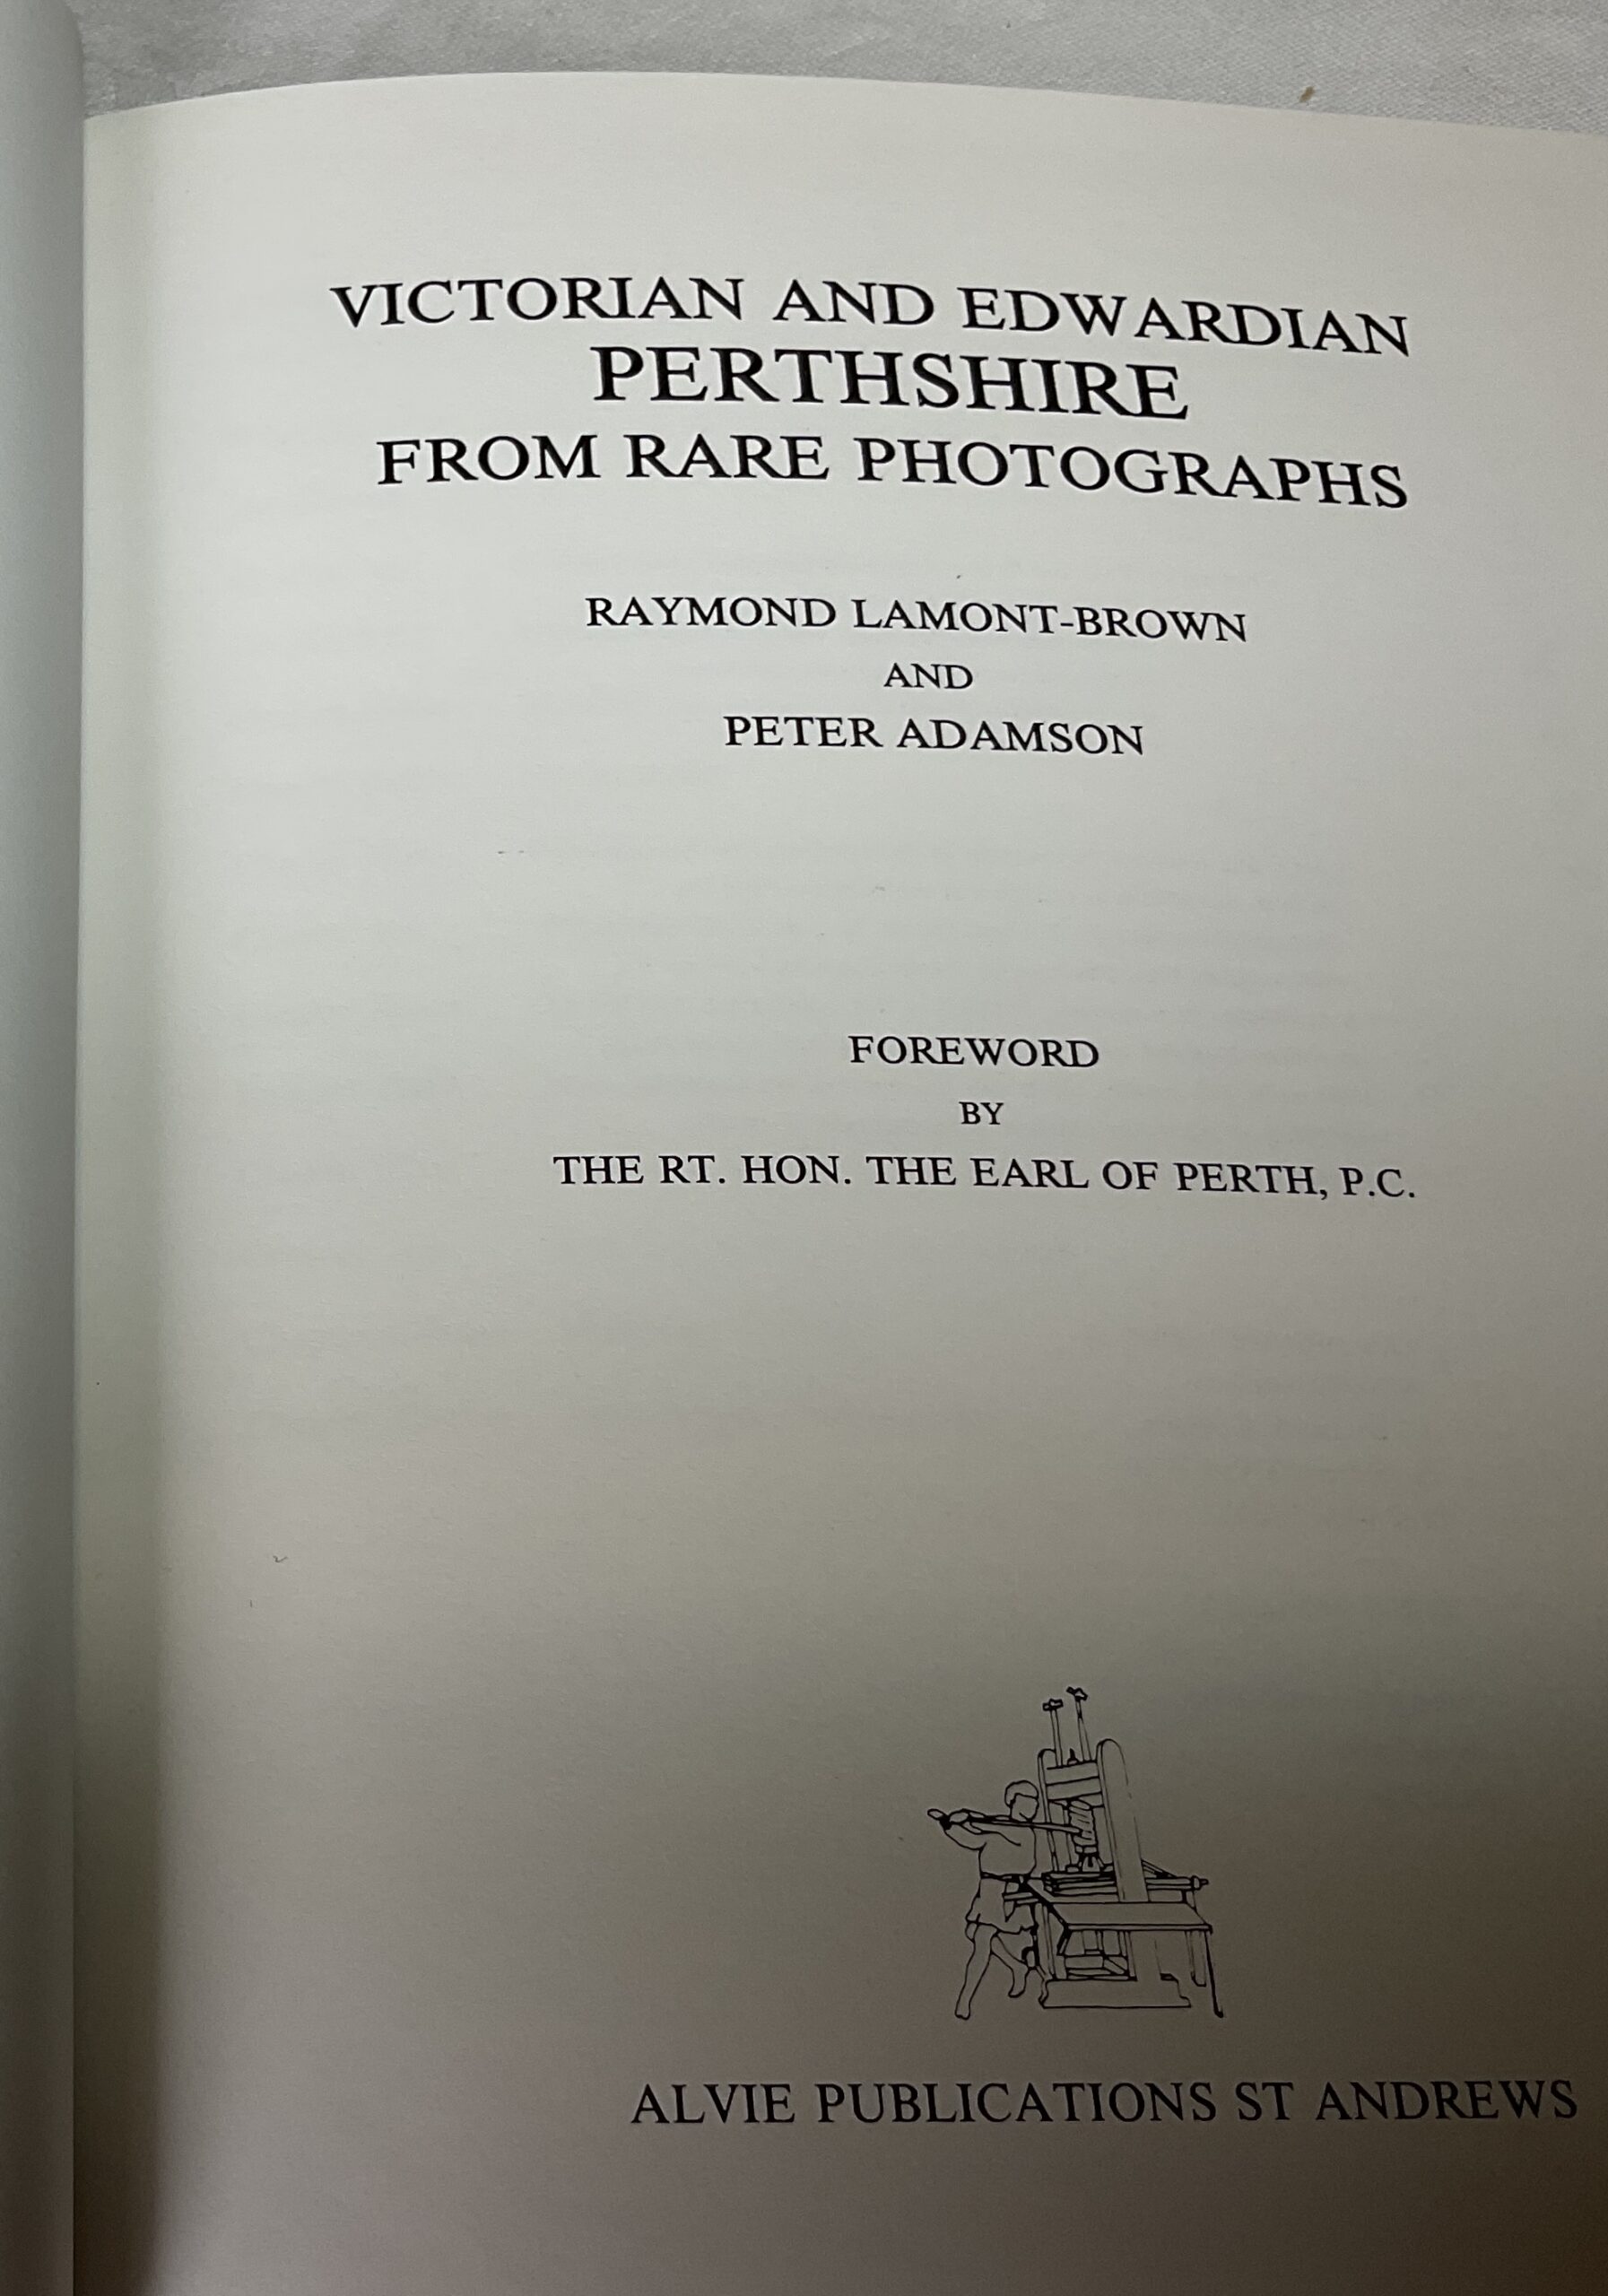 VICTORIAN AND EDWARDIAN
PERTHSHIRE
FROM RARE PHOTOGRAPHS
RAYMOND LAMONT-BROWN
AND
PETER ADAMSON
FOREWORD
BY
THE RT. HON. THE EARL OF PERTH, P.C.
ALVIE PUBLICATIONS ST ANDREWS